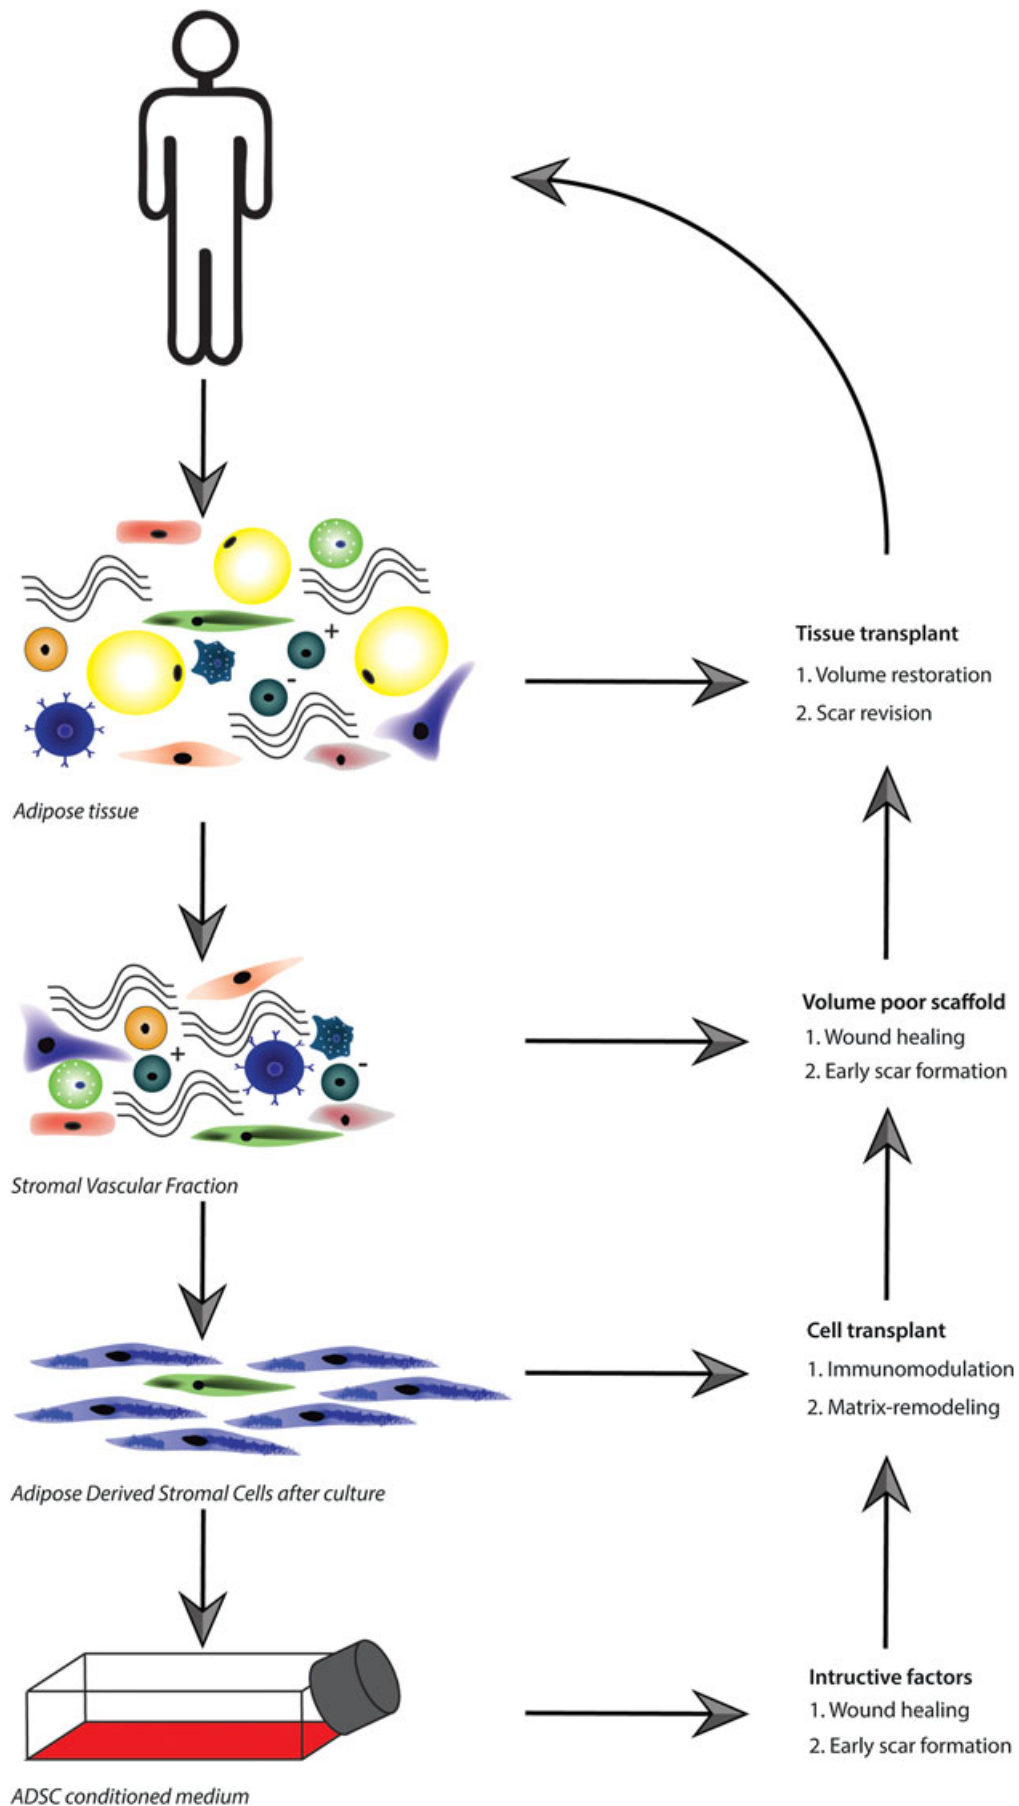 Tissue transplant
1. Volume restoration
2. Scar revision
+
-
Adipose tissue
Volume poor scaffold
1. Wound healing
2. Early scar formation
+
-
Stromal Vascular Fraction
Cell transplant
1. Immunomodulation
2. Matrix-remodeling
Adipose Derived Stromal Cells after culture
Intructive factors
1. Wound healing
2. Early scar formation
ADSC conditioned medium